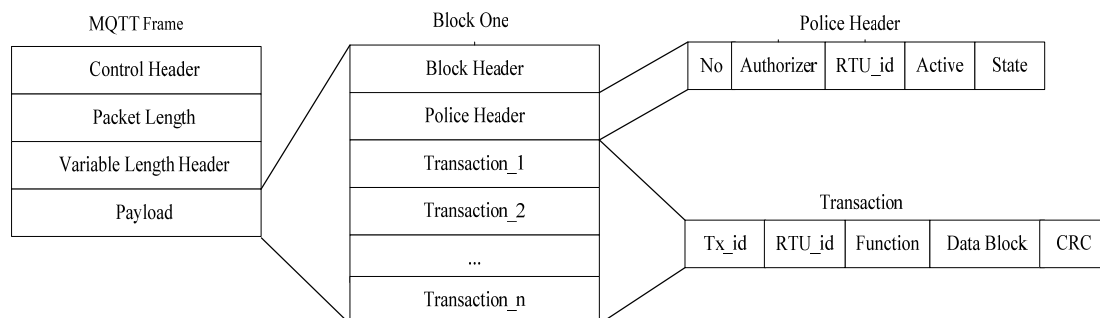 MQTT Frame
Control Header
Packet Length
Variable Length Header
Payload
Block One
Block Header
Police Header
Transaction_1
Transaction_2
...
Transaction_n
Police Header
No Authorizer RTU_id Active State
Transaction
Tx_id RTU_id Function Data Block CRC